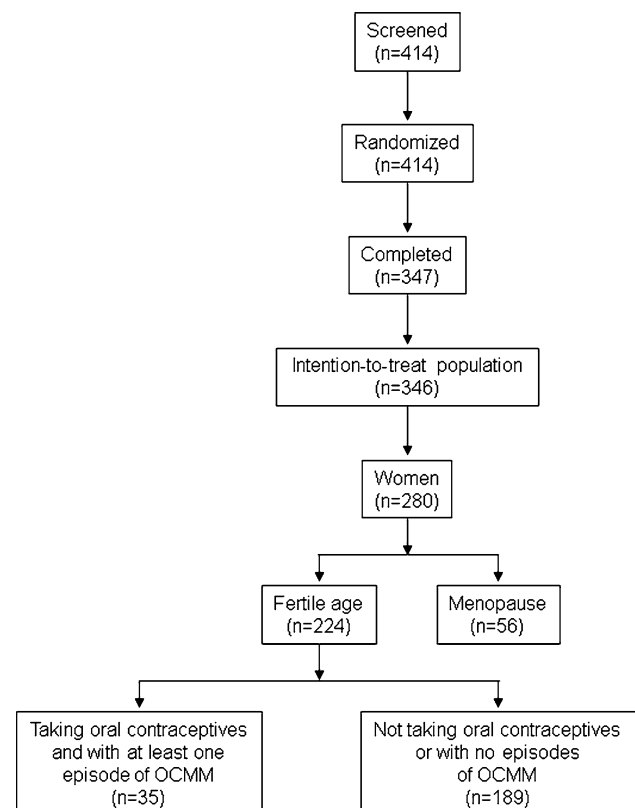 Screened
(n=414)
Randomized
(n=414)
Completed
(n=347)
Intention-to-treat population
(n=346)
Women
(n=280)
Fertile age
(n=224)
Menopause
(n=56)
Taking oral contraceptives
and with at least one
episode of OCMM
(n=35)
Not taking oral contraceptives
or with no episodes
of OCMM
(n=189)